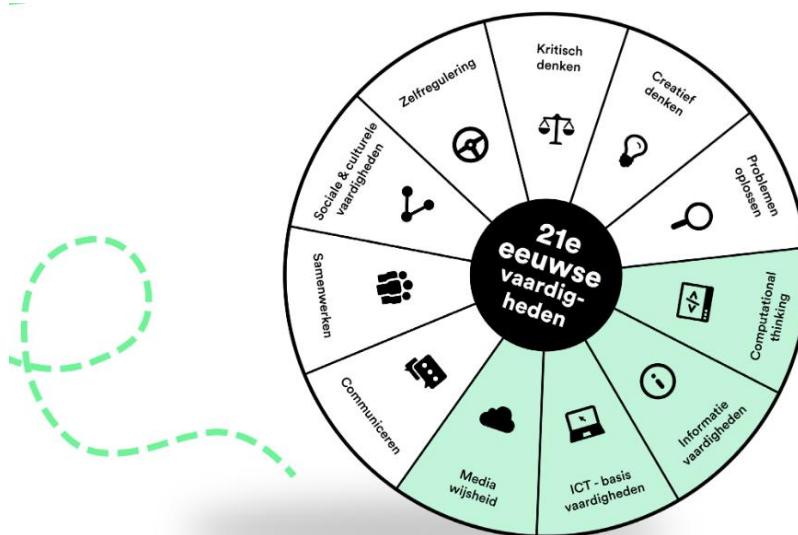 21e
eeuwse
vaardig-
heden
Kritisch
denken
Creatief
denken
Problemen
oplossen
Computational
thinking
Informatie
vaardigheden
ICT - basis
vaardigheden
Media
wijsheid
Communiceren
Samenwerken
Sociale & culturele
vaardigheden
Zelfregulering